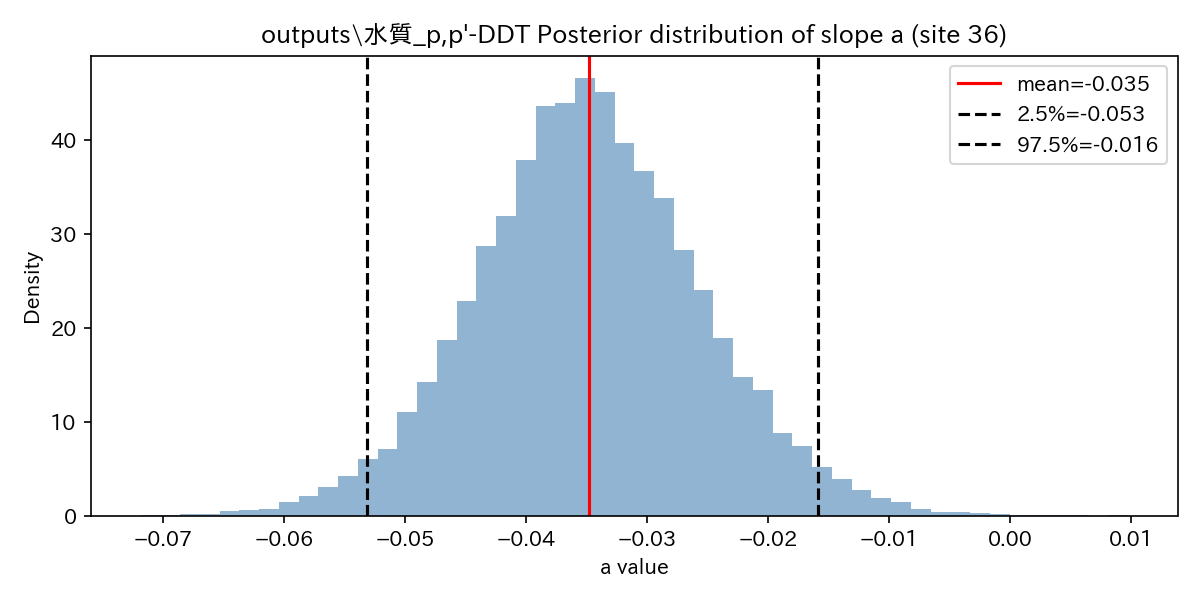 outputs\水質_p,p'-DDT Posterior distribution of slope a (site 36)
mean=-0.035
2.5%=-0.053
97.5%=-0.016
Density
40
30
20
10
0
−0.07 −0.06 −0.05 −0.04 −0.03 −0.02 −0.01 0.00 0.01
a value